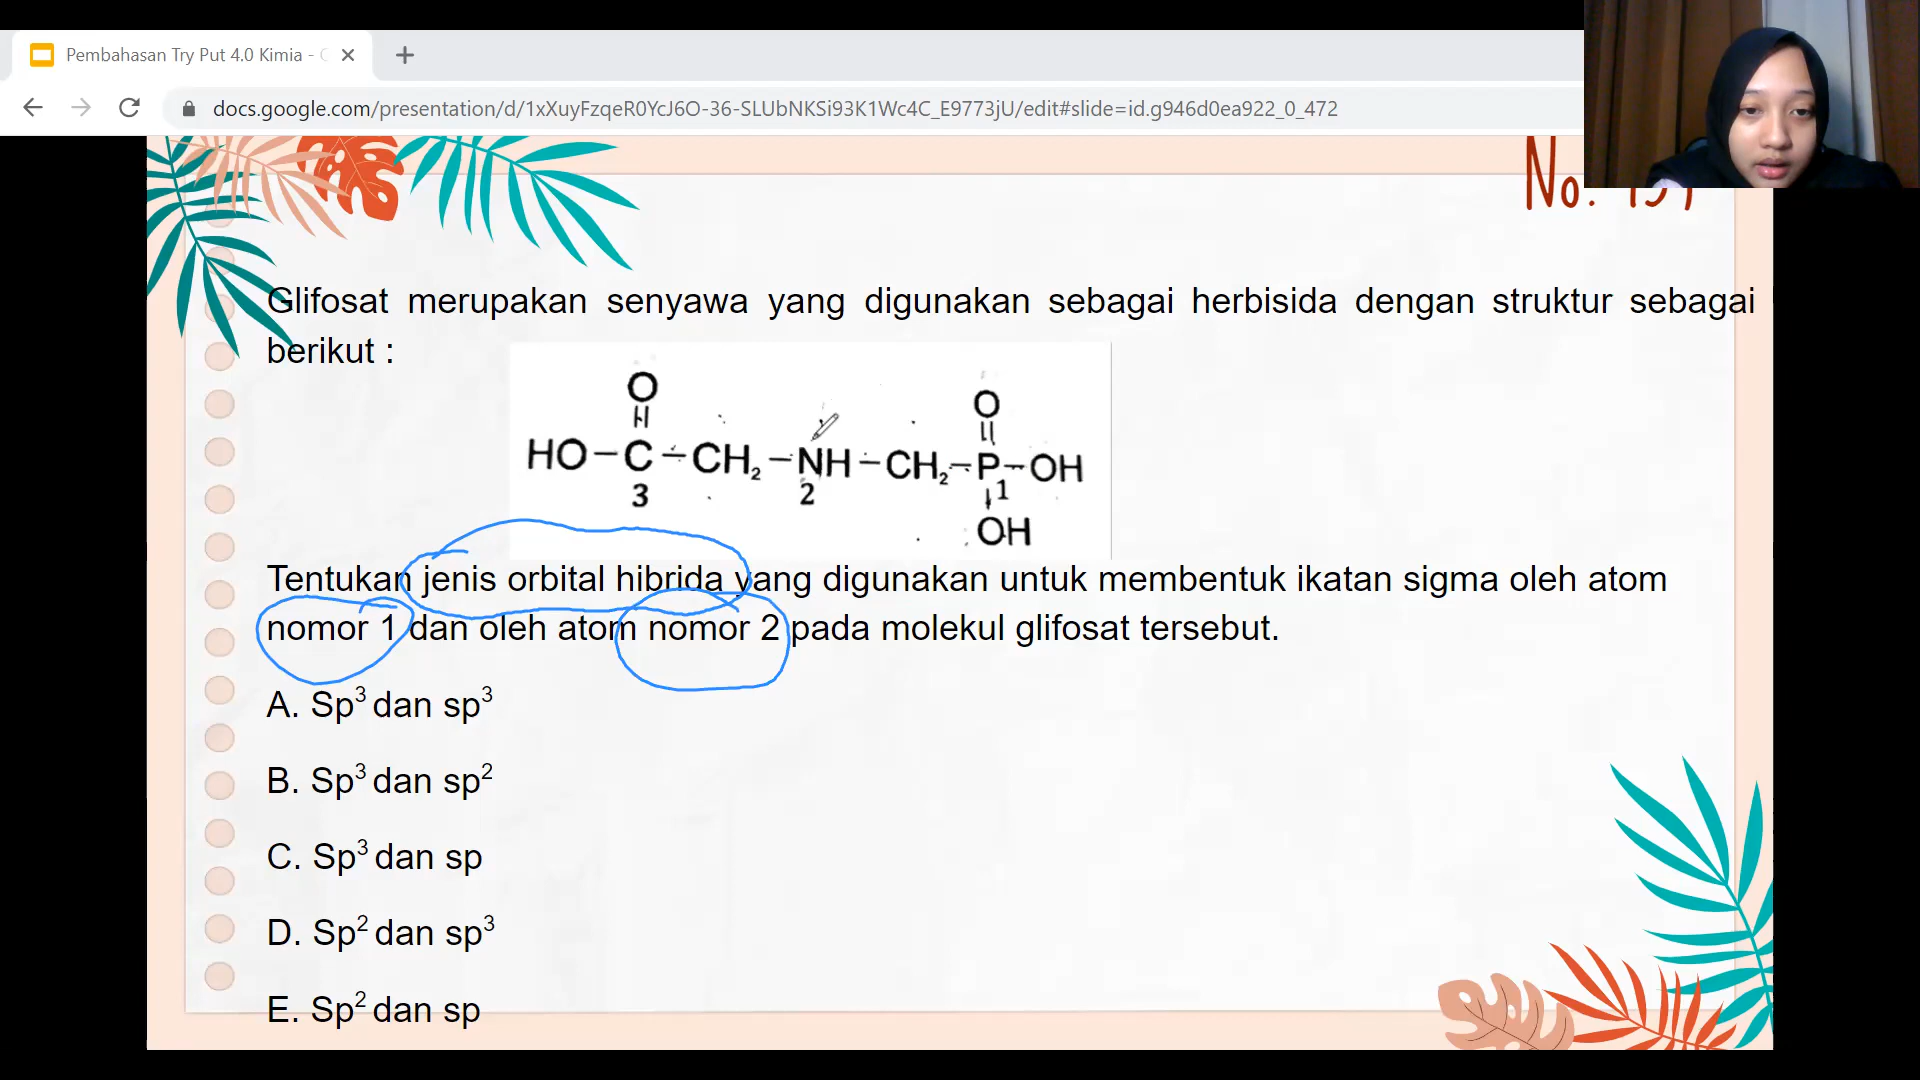 Pembahasan Try Put 4.0 Kimia -
docs.google.com/presentation/d/1xXuyFzqeR0YcJ6O-36-SLUbNKSi93K1Wc4C_E9773jU/edit#slide=id.g946d0ea922_0_472
No.
Glifosat merupakan senyawa yang digunakan sebagai herbisida dengan struktur sebagai
berikut :
O O
HO-C-CH₂-NH-CH₂-P-OH
3 2 1
OH
Tentukan jenis orbital hibrida yang digunakan untuk membentuk ikatan sigma oleh atom
nomor 1 dan oleh atom nomor 2 pada molekul glifosat tersebut.
A. Sp³ dan sp³
B. Sp³ dan sp²
C. Sp³ dan sp
D. Sp² dan sp³
E. Sp² dan sp